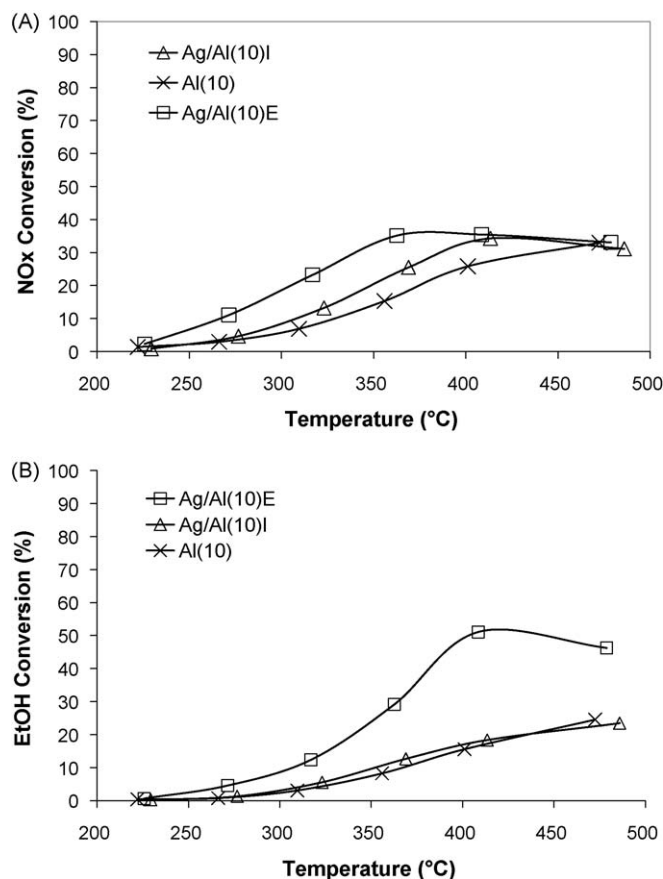 (A)
100
90
80
70
60
50
40
30
20
10
0
NOx Conversion (%)
Ag/Al(10)I
Al(10)
Ag/Al(10)E
200 250 300 350 400 450 500
Temperature (°C)
(B)
100
90
80
70
60
50
40
30
20
10
0
EtOH Conversion (%)
Ag/Al(10)E
Ag/Al(10)I
Al(10)
200 250 300 350 400 450 500
Temperature (°C)